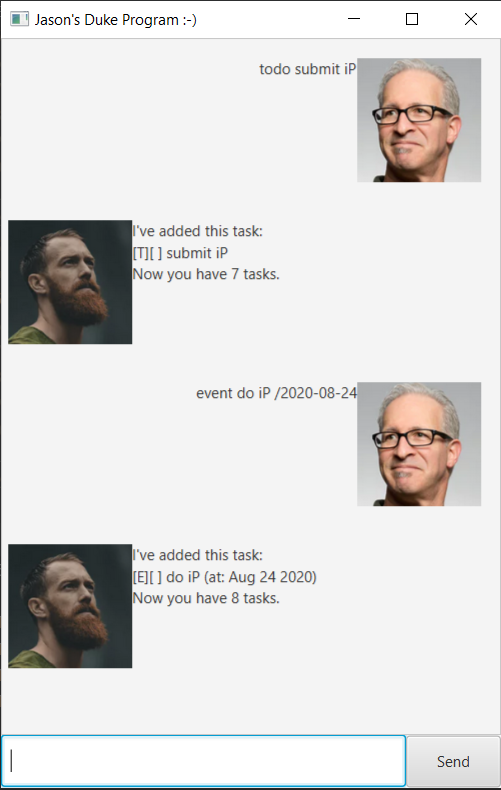 Jason's Duke Program :-)
todo submit iP
I've added this task:
[T][ ] submit iP
Now you have 7 tasks.
event do iP /2020-08-24
I've added this task:
[E][ ] do iP (at: Aug 24 2020)
Now you have 8 tasks.
Send